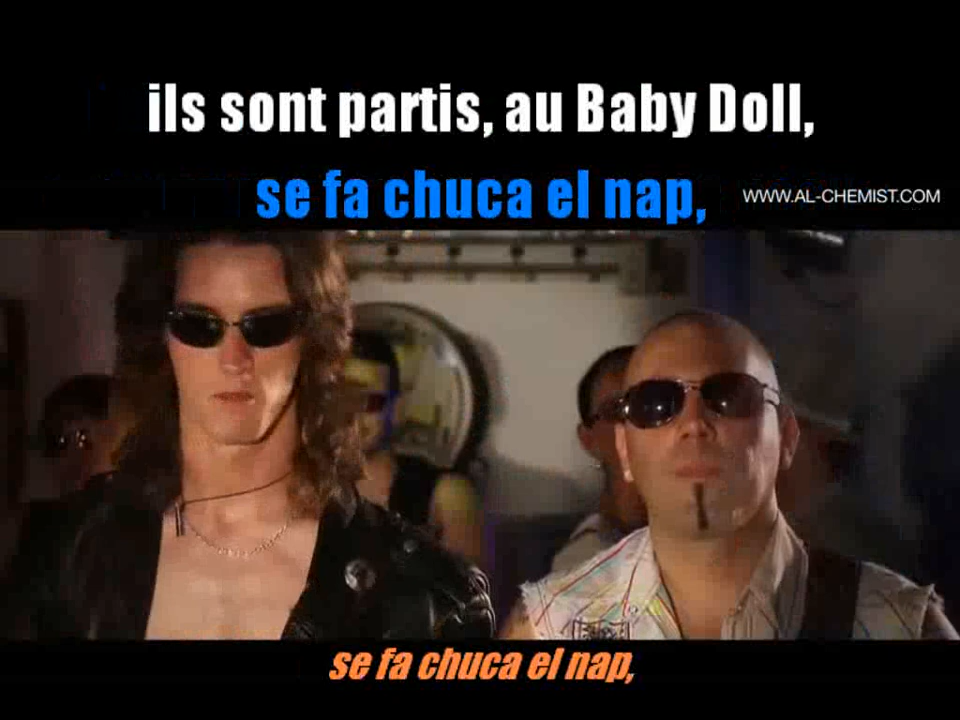 ils sont partis, au Baby Doll,
se fa chuca el nap,
WWW.AL-CHEMIST.COM
se fa chuca el nap,